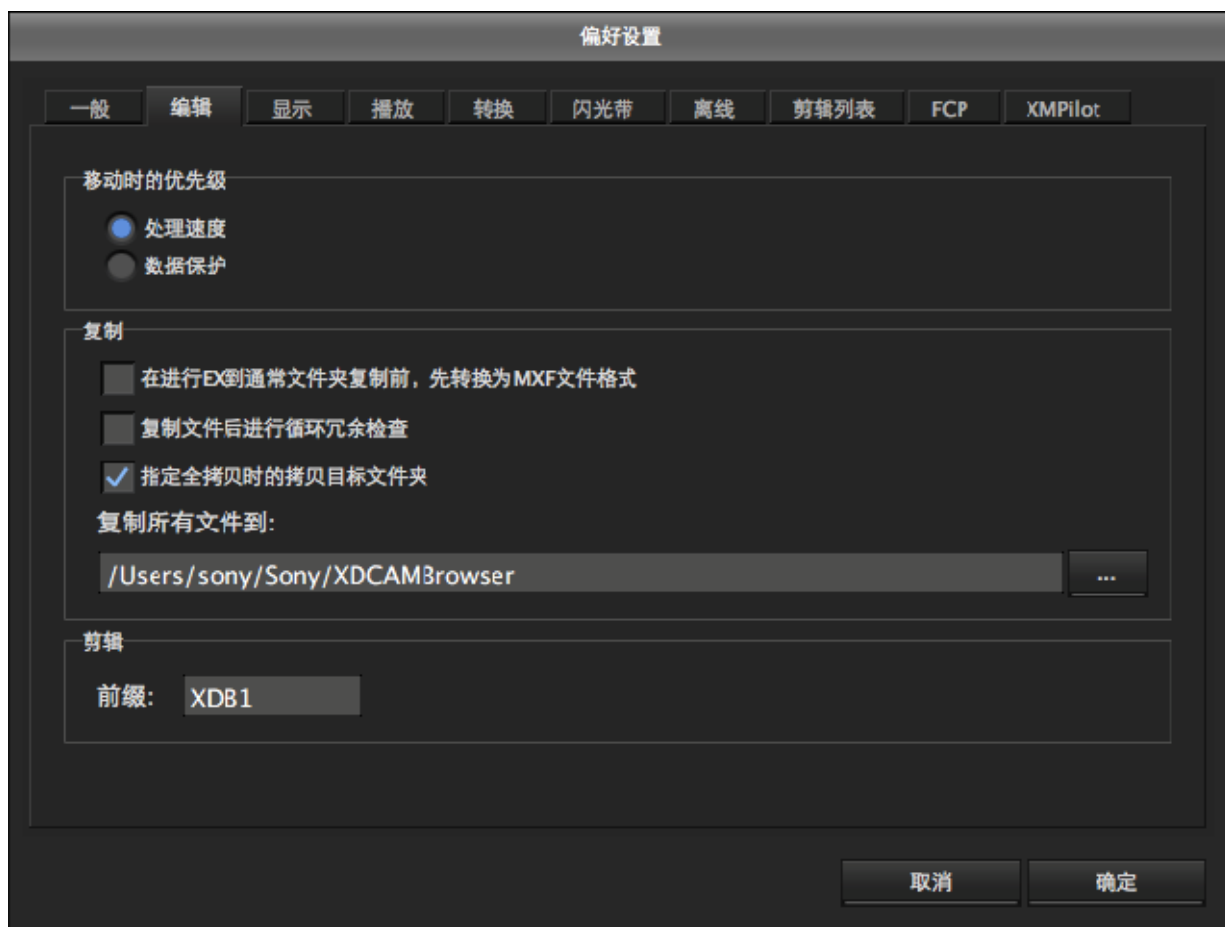 偏好设置
一般 编辑 显示 播放 转换 闪光带 离线 剪辑列表 FCP XMPilot
移动时的优先级
处理速度
数据保护
复制
在进行EX到通常文件夹复制前，先转换为MXF文件格式
复制文件后进行循环冗余检查
指定全拷贝时的拷贝目标文件夹
复制所有文件到:
/Users/sony/Sony/XDCAMBrowser ...
剪辑
前缀: XDB1
取消 确定